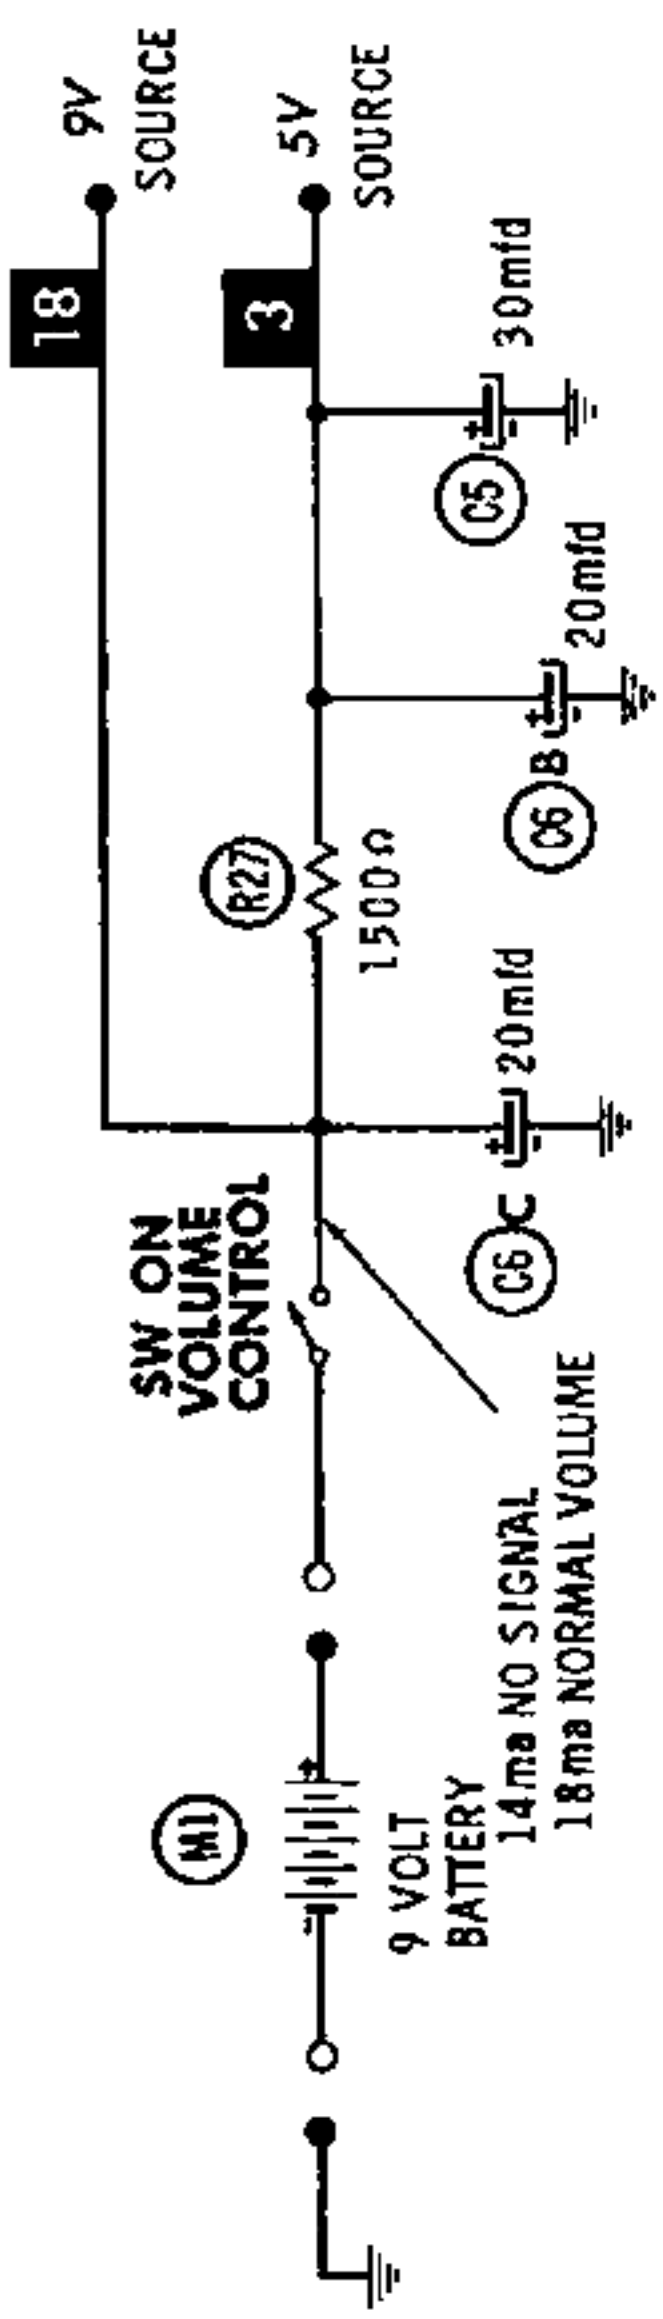 18
9V
SOURCE
3
5V
SOURCE
SW ON
VOLUME
CONTROL
R27
1500Ω
M1
9 VOLT
BATTERY
14ma NO SIGNAL
18ma NORMAL VOLUME
C6 C
20mfd
C6 B
20mfd
C5
30mfd
+
-
+
-
+
-
+
-